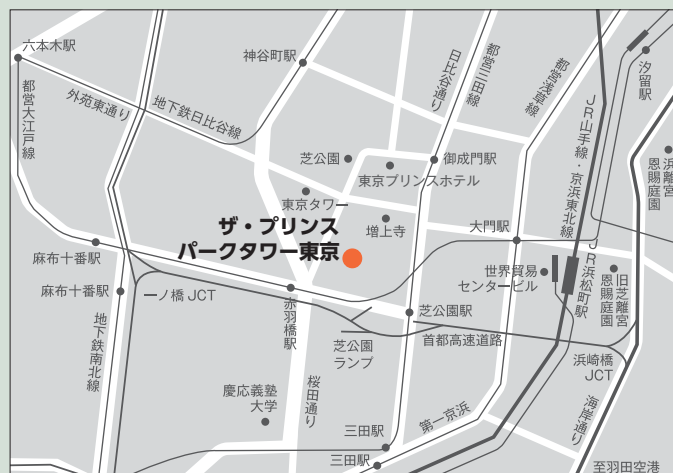 六本木駅
都営大江戸線
外苑東通り
地下鉄日比谷線
神谷町駅
日比谷通り
都営三田線
都営浅草線
JR山手線・京浜東北線
汐留駅
浜離宮
恩賜庭園
芝公園
御成門駅
東京プリンスホテル
東京タワー
増上寺
大門駅
ザ・プリンス
パークタワー東京
麻布十番駅
麻布十番駅
一ノ橋 JCT
赤羽橋駅
芝公園駅
芝公園
ランプ
首都高速道路
世界貿易
センタービル
JR浜松町駅
旧芝離宮
恩賜庭園
浜崎橋
JCT
地下鉄南北線
慶応義塾
大学
桜田通り
第一京浜
海岸通り
三田駅
三田駅
至羽田空港